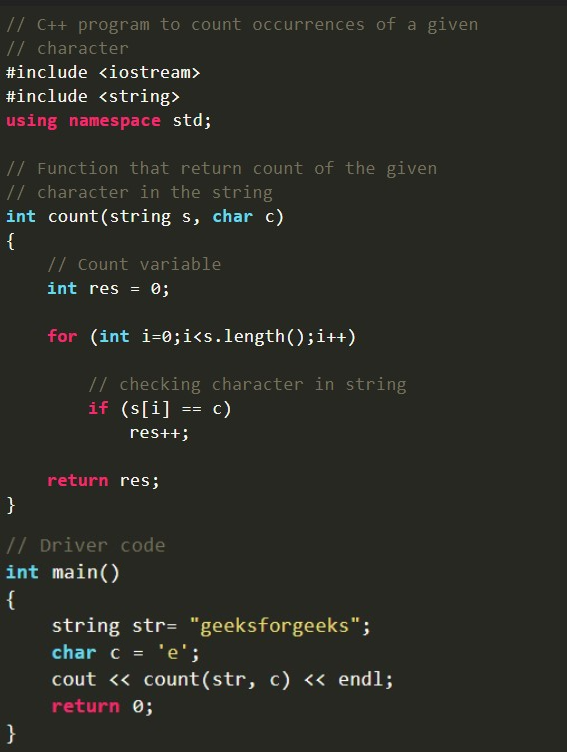 // C++ program to count occurrences of a given
// character
#include <iostream>
#include <string>
using namespace std;

// Function that return count of the given
// character in the string
int count(string s, char c)
{
    // Count variable
    int res = 0;

    for (int i=0;i<s.length();i++)

        // checking character in string
        if (s[i] == c)
            res++;

    return res;
}
// Driver code
int main()
{
    string str= "geeksforgeeks";
    char c = 'e';
    cout << count(str, c) << endl;
    return 0;
}